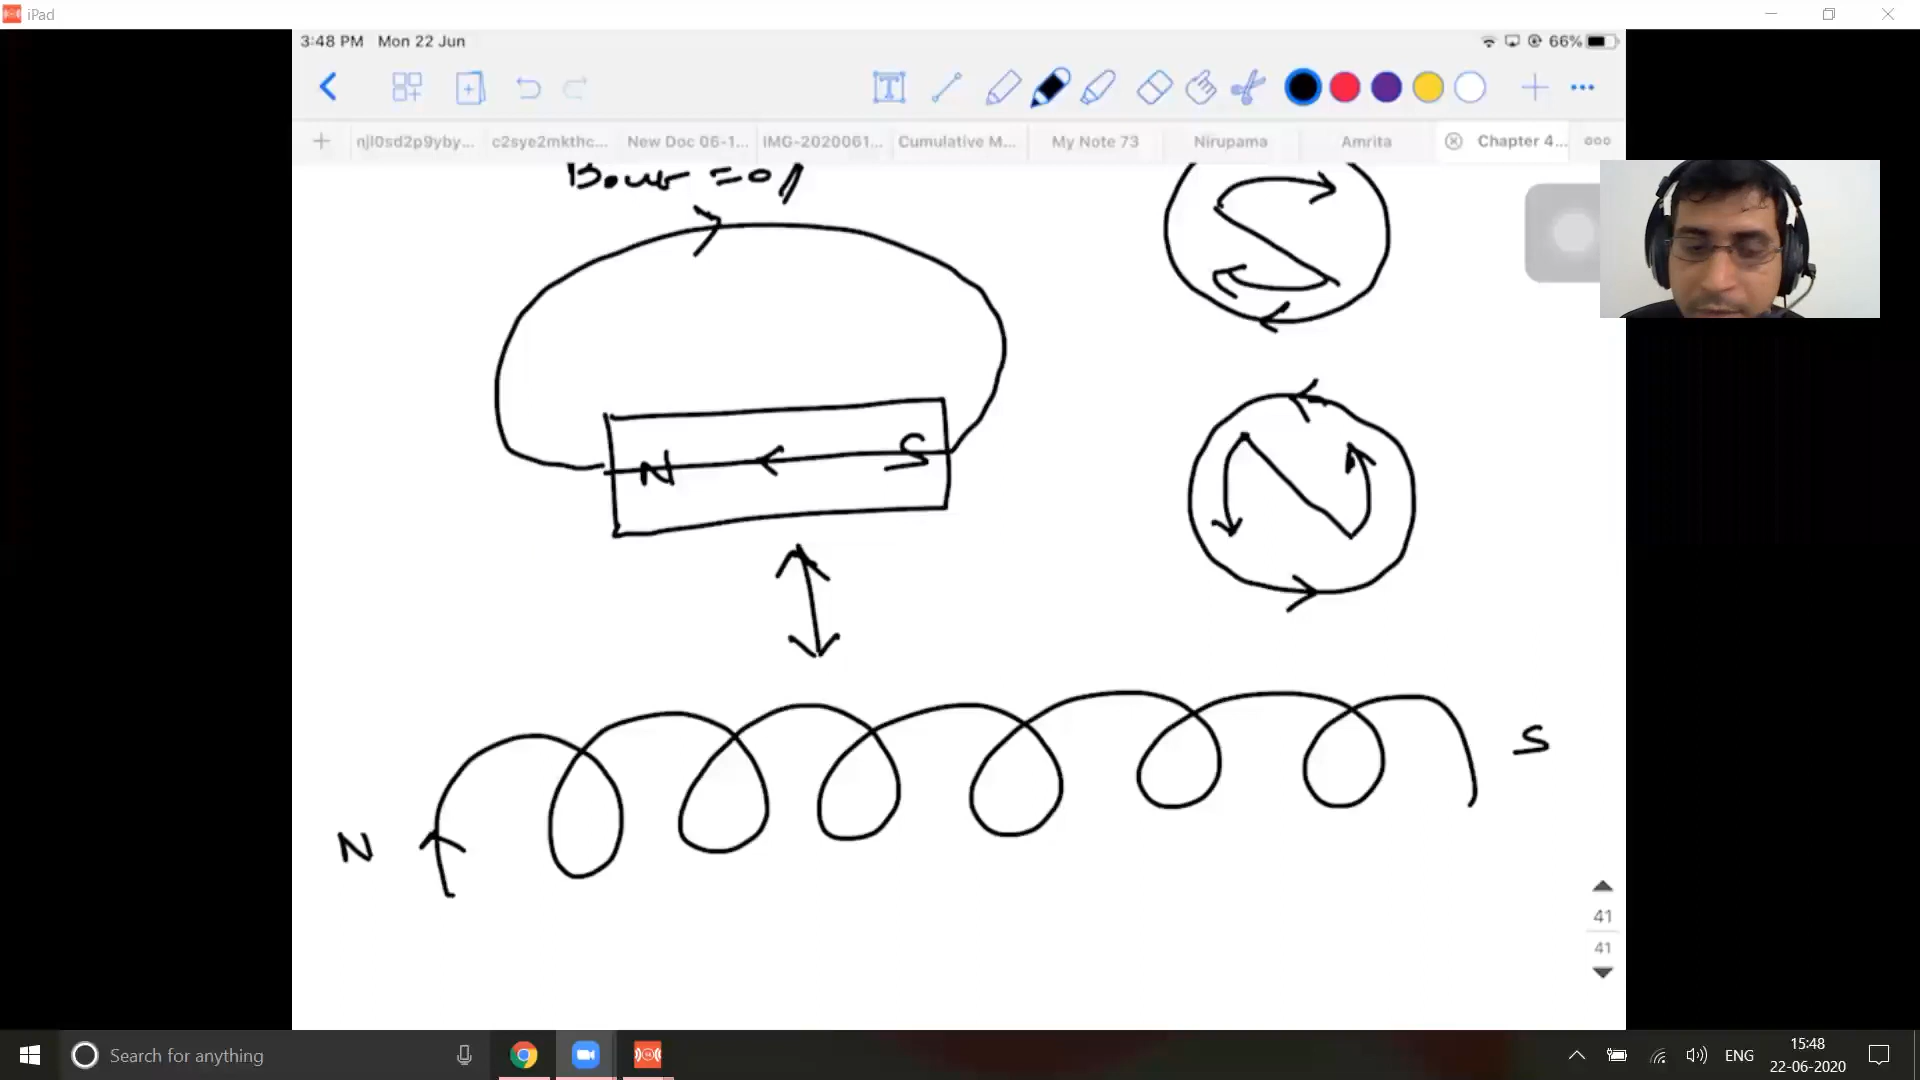 iPad
3:48 PM Mon 22 Jun
66%
njl0sd2p9yby...
c2sye2mkthc...
New Doc 06-1...
IMG-2020061...
Cumulative M...
My Note 73
Nirupama
Amrita
Chapter 4...
= 0
N S
N S
41
41
Search for anything
ENG
15:48
22-06-2020